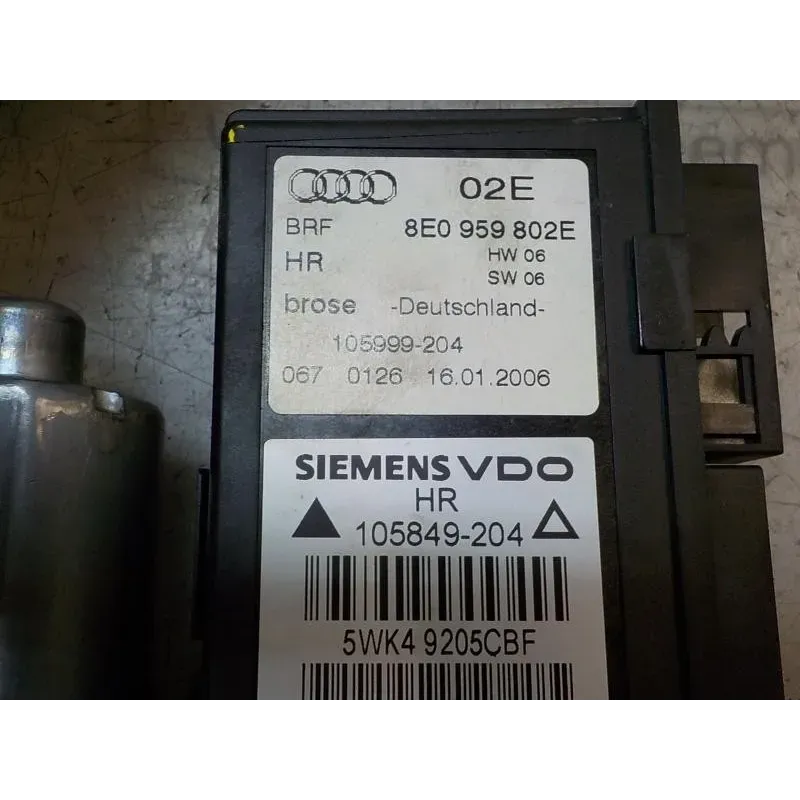 02E
BRF 8E0 959 802E
HR HW 06
SW 06
brose -Deutschland-
105999-204
067 0126 16.01.2006
SIEMENS VDO
HR
105849-204
5WK4 9205CBF